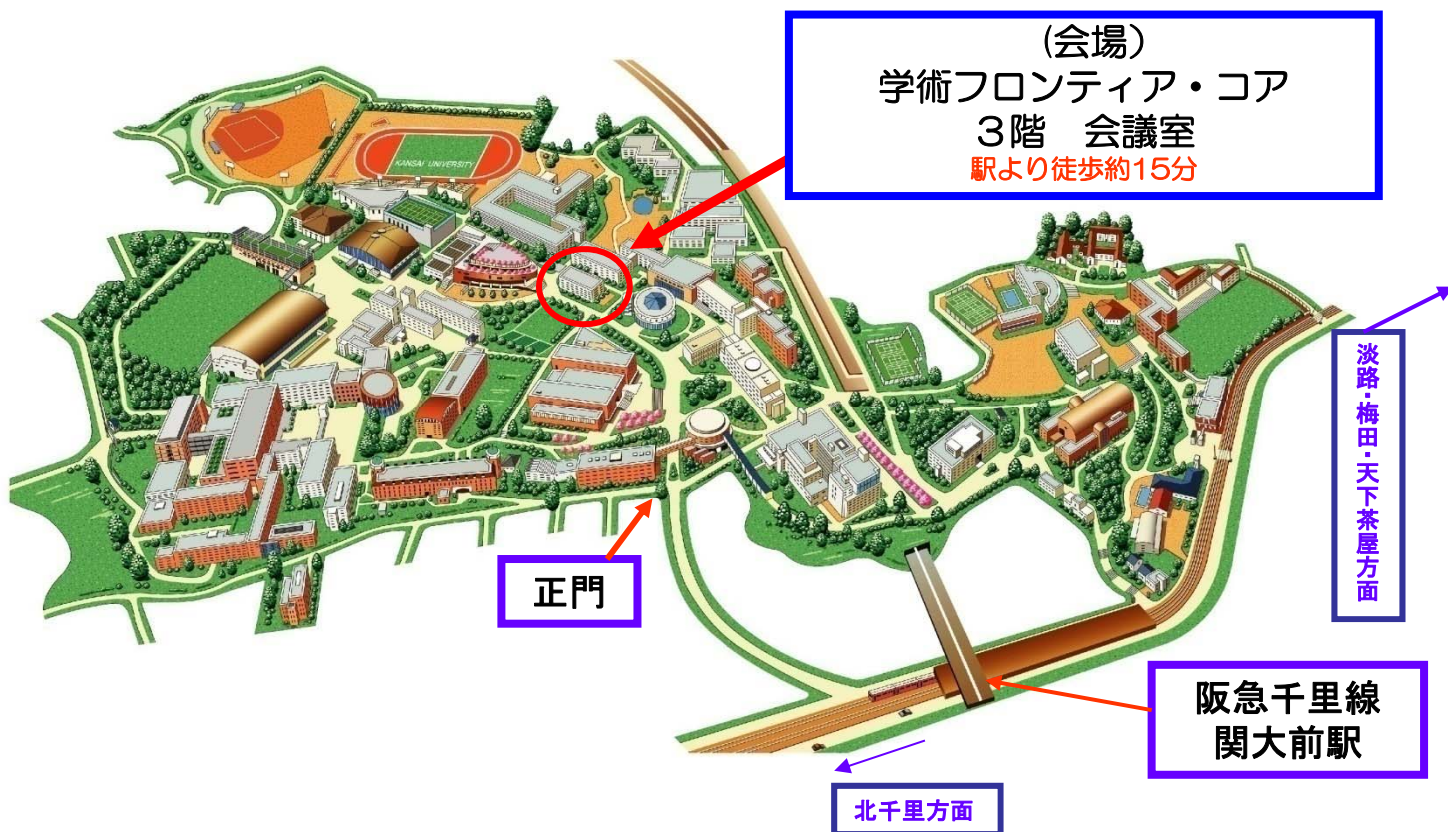 (会場)
学術フロンティア・コア
3階 会議室
駅より徒歩約15分
KANSAI UNIVERSITY
淡路・梅田・天下茶屋方面
正門
阪急千里線
関大前駅
北千里方面